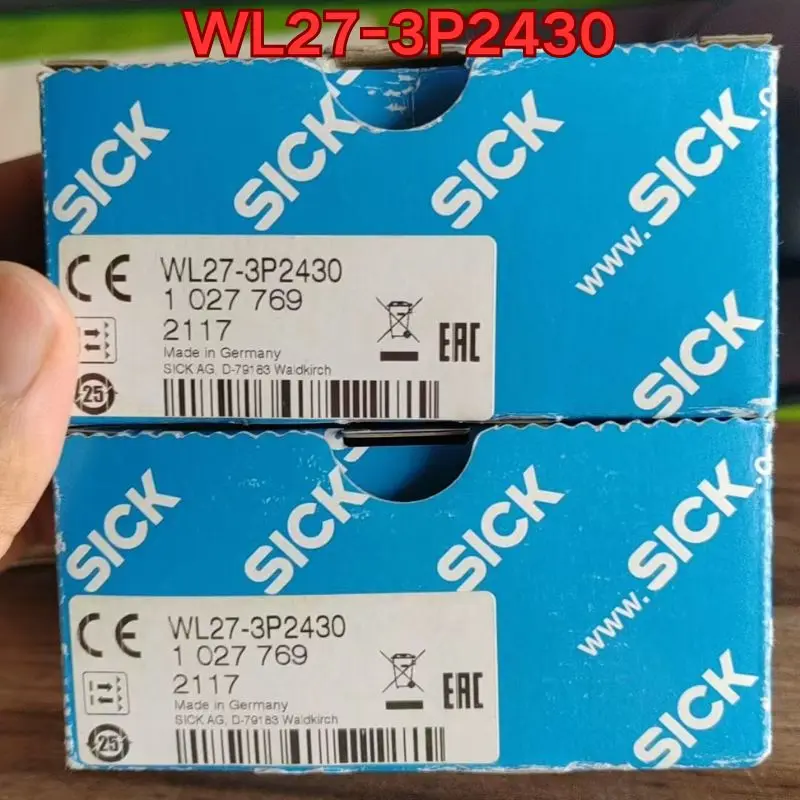 WL27-3P2430
SICK SICK SICK www.SICK.c
WL27-3P2430
1 027 769
2117
Made in Germany
SICK AG, D-79183 Waldkirch
CE
EAC
25
SICK
SICK SICK SICK www.SICK.c
WL27-3P2430
1 027 769
2117
Made in Germany
SICK AG, D-79183 Waldkirch
CE
EAC
25
SICK